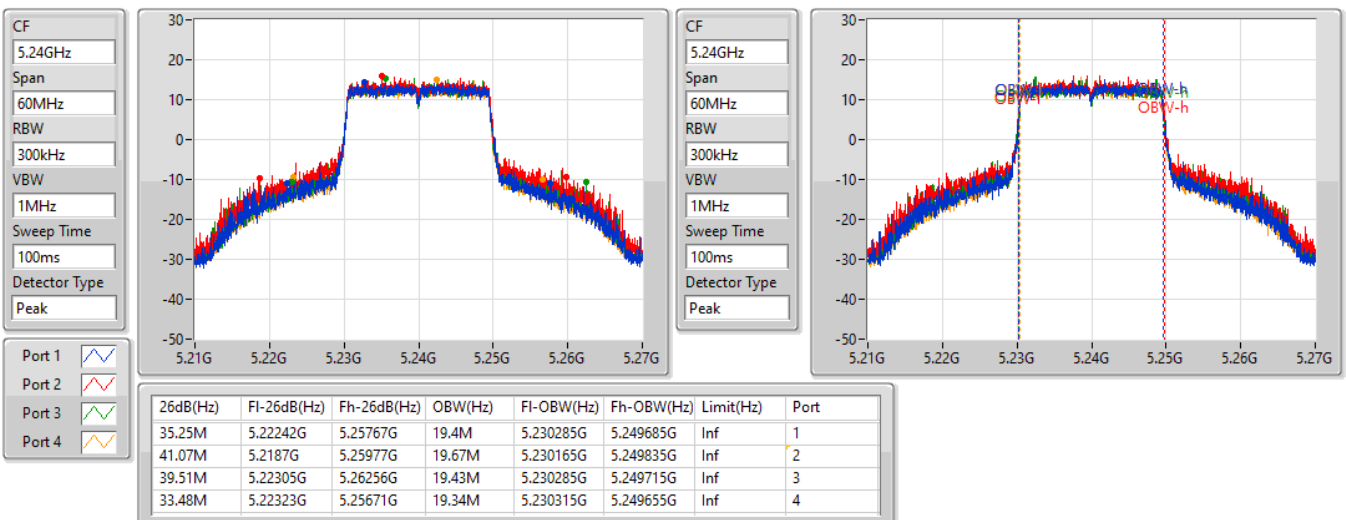 CF
5.24GHz
Span
60MHz
RBW
300kHz
VBW
1MHz
Sweep Time
100ms
Detector Type
Peak
30
20
10
0
-10
-20
-30
-40
-50
5.21G 5.22G 5.23G 5.24G 5.25G 5.26G 5.27G
CF
5.24GHz
Span
60MHz
RBW
300kHz
VBW
1MHz
Sweep Time
100ms
Detector Type
Peak
30
20
10
0
-10
-20
-30
-40
-50
OBW-h
5.21G 5.22G 5.23G 5.24G 5.25G 5.26G 5.27G
Port 1
Port 2
Port 3
Port 4
26dB(Hz) Fl-26dB(Hz) Fh-26dB(Hz) OBW(Hz) Fl-OBW(Hz) Fh-OBW(Hz) Limit(Hz) Port
35.25M 5.22242G 5.25767G 19.4M 5.230285G 5.249685G Inf 1
41.07M 5.2187G 5.25977G 19.67M 5.230165G 5.249835G Inf 2
39.51M 5.22305G 5.26256G 19.43M 5.230285G 5.249715G Inf 3
33.48M 5.22323G 5.25671G 19.34M 5.230315G 5.249655G Inf 4